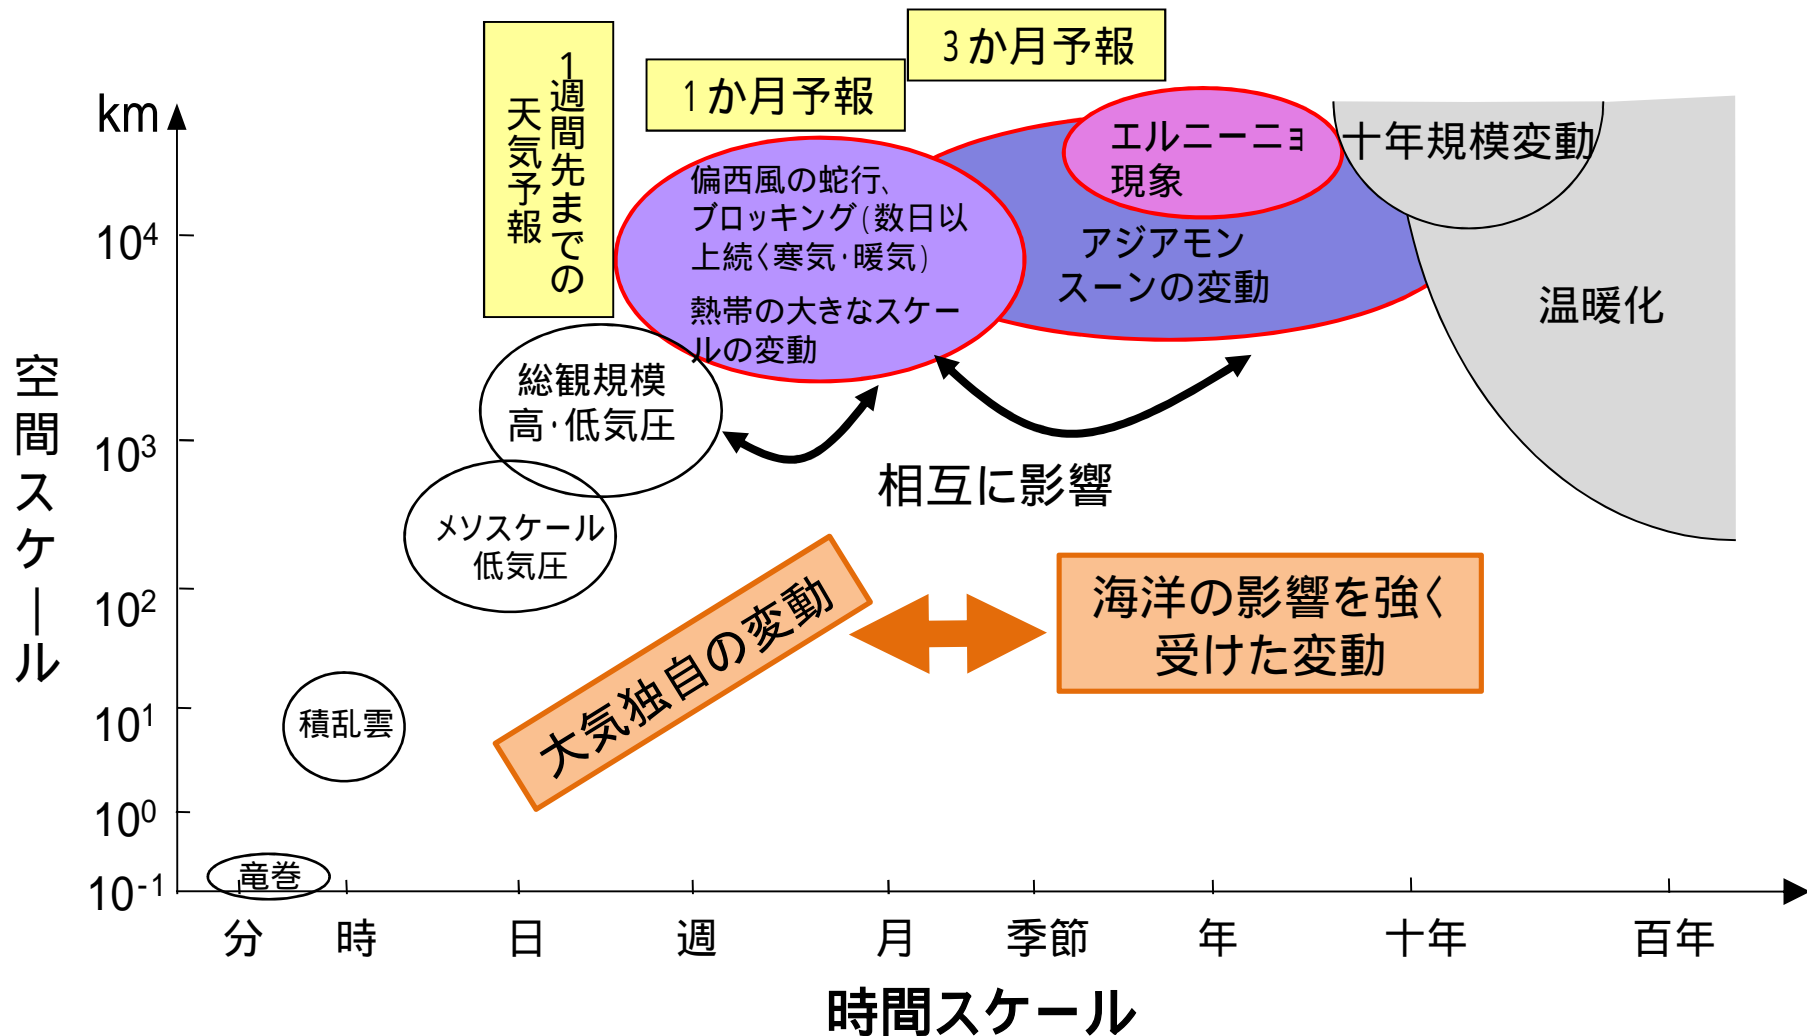 3か月予報
1か月予報
1週間先までの
天気予報
km
10⁴
10³
10²
10¹
10⁰
10⁻¹
空間スケール
エルニーニョ
現象
十年規模変動
偏西風の蛇行、
ブロッキング(数日以
上続く寒気・暖気)
熱帯の大きなスケー
ルの変動
アジアモン
スーンの変動
温暖化
総観規模
高・低気圧
相互に影響
メソスケール
低気圧
大気独自の変動
海洋の影響を強く
受けた変動
積乱雲
竜巻
分 時 日 週 月 季節 年 十年 百年
時間スケール